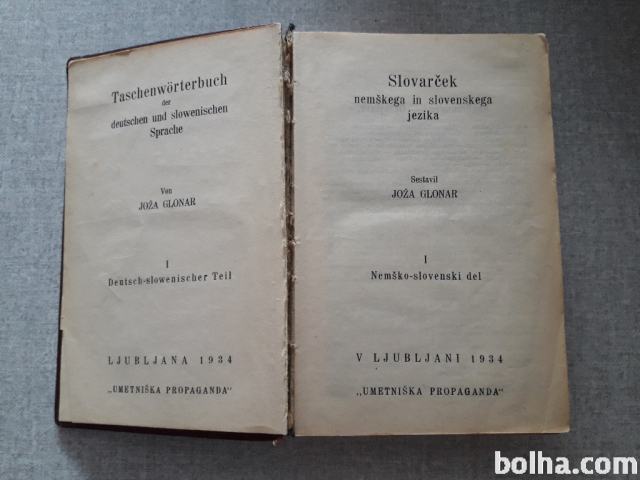 Taschenwörterbuch
der
deutschen und slowenischen
Sprache
Von
JOŽA GLONAR
I
Deutsch-slowenischer Teil
LJUBLJANA 1934
„UMETNIŠKA PROPAGANDA“
Slovarček
nemškega in slovenskega
jezika
Sestavil
JOŽA GLONAR
I
Nemško-slovenski del
V LJUBLJANI 1934
„UMETNIŠKA PROPAGANDA“
bolha.com